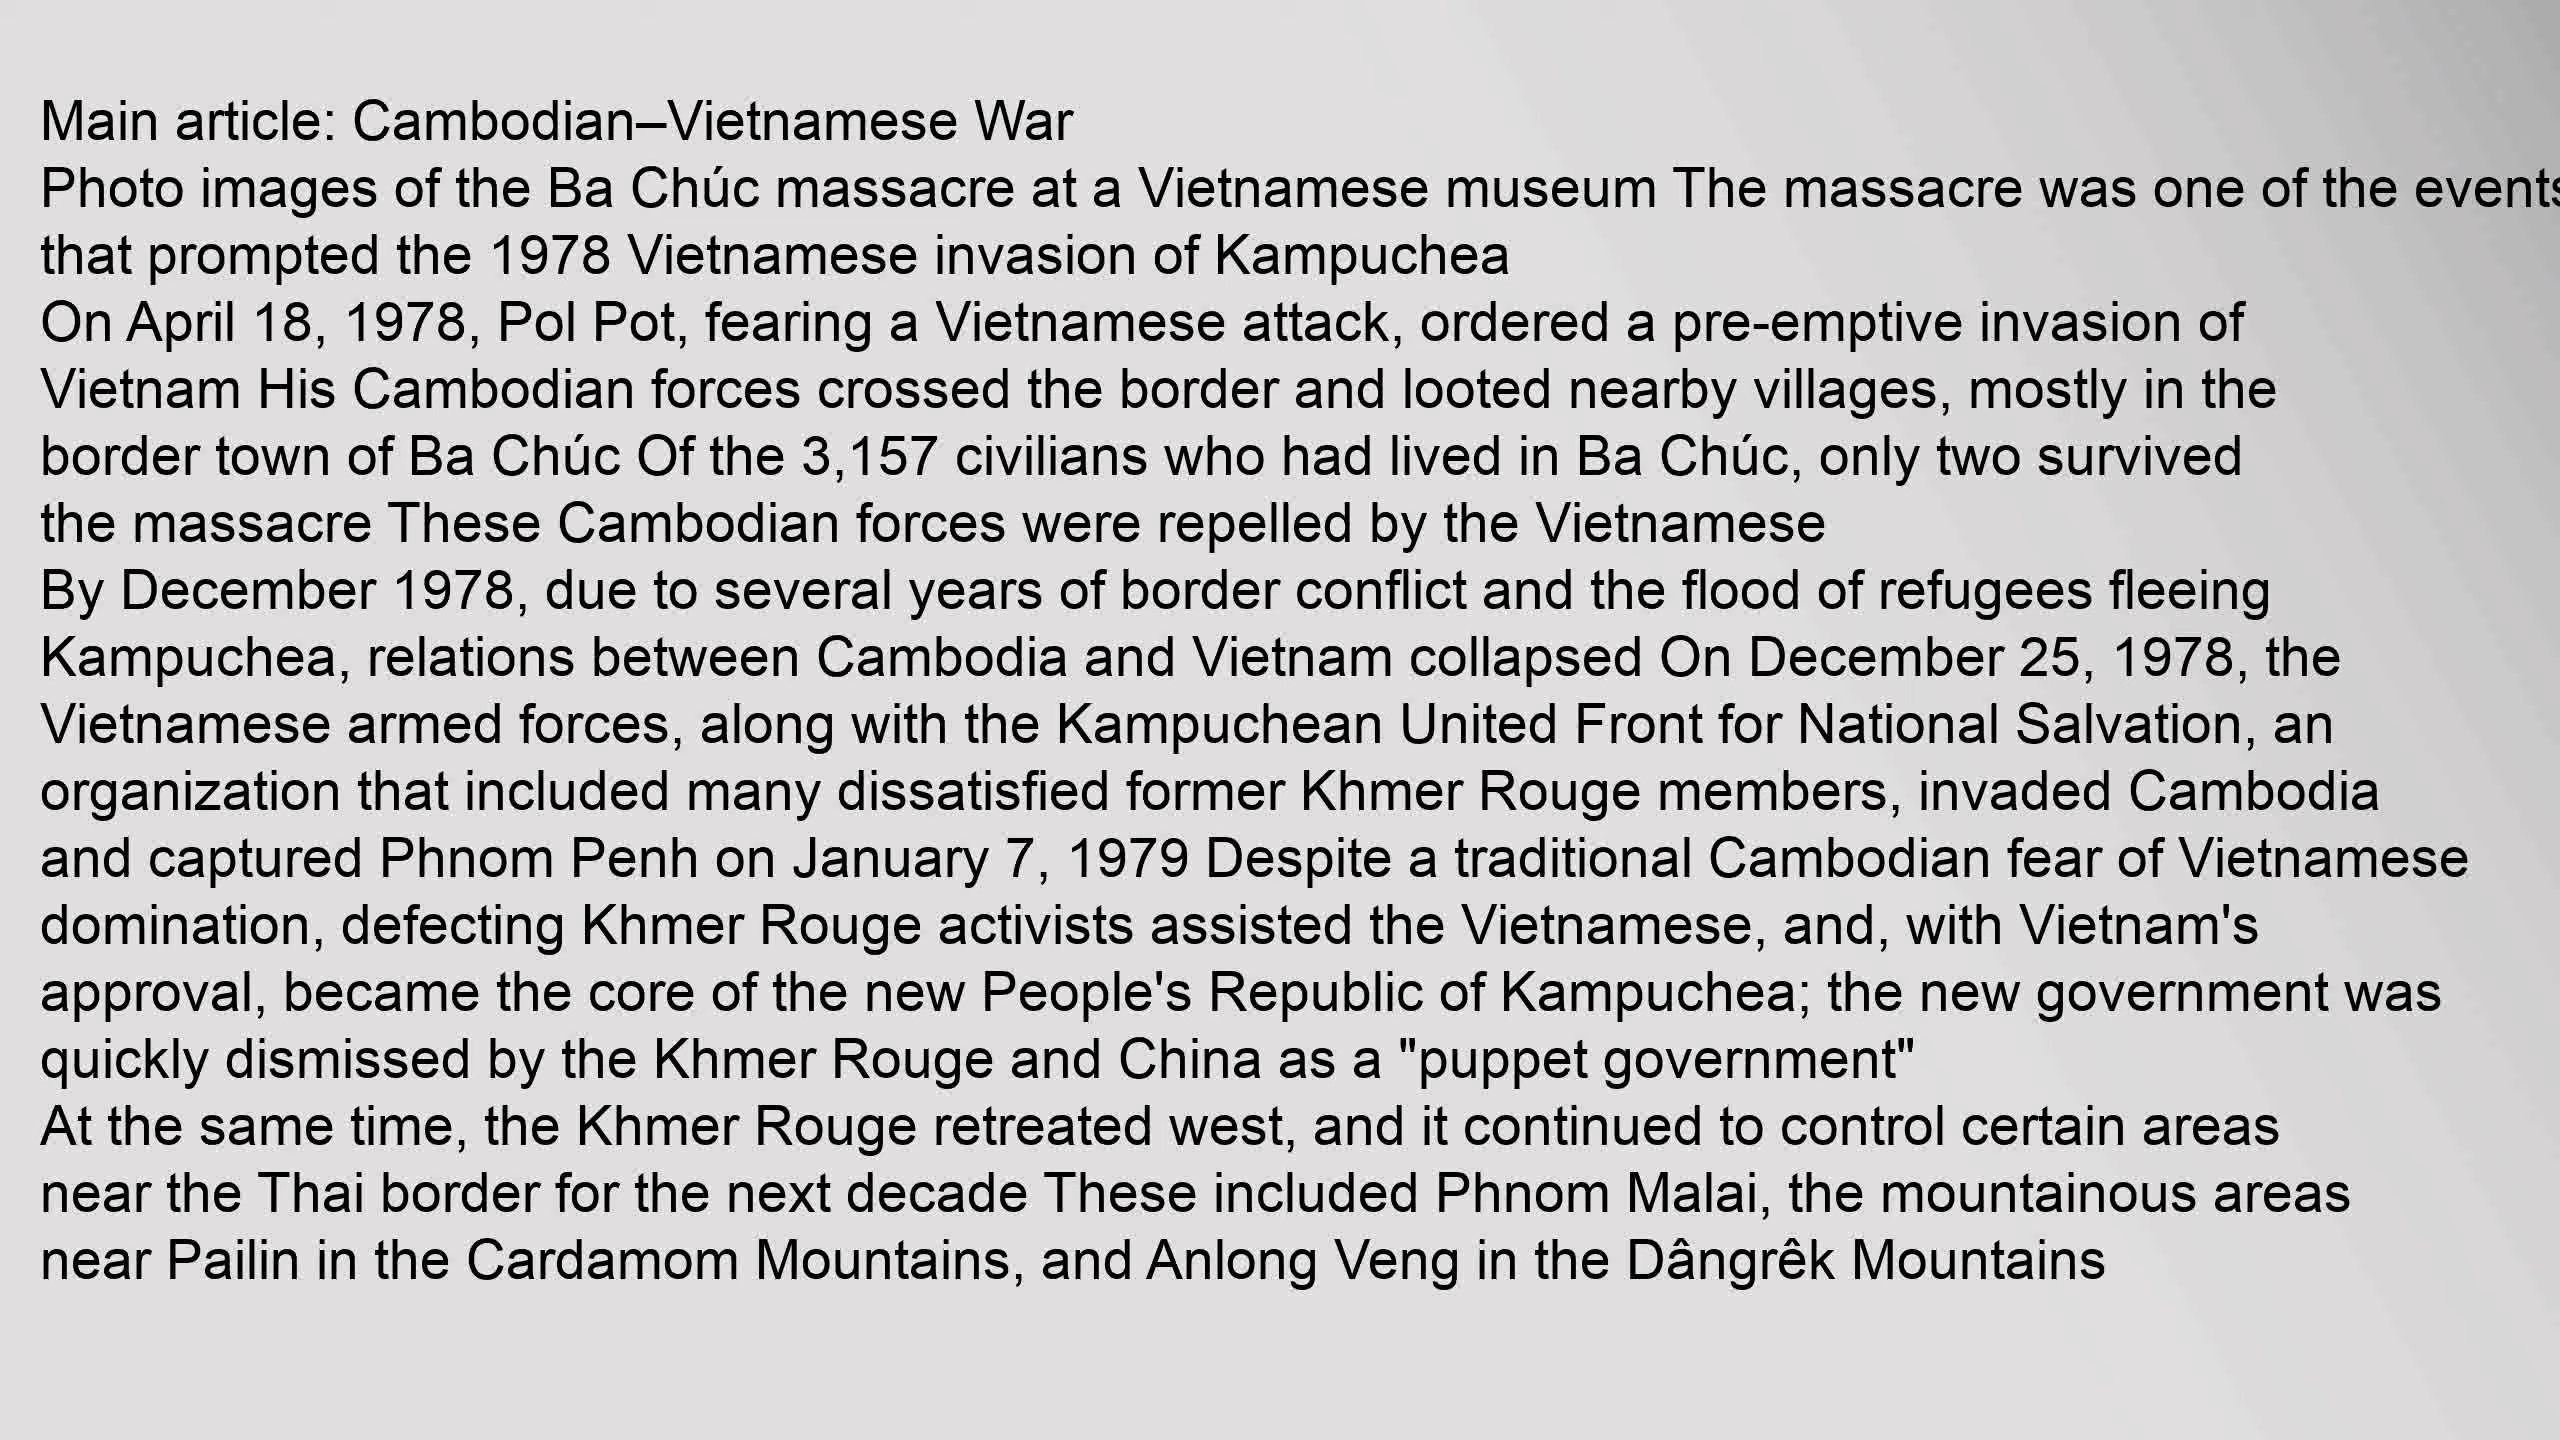 Main article: Cambodian–Vietnamese War
Photo images of the Ba Chúc massacre at a Vietnamese museum The massacre was one of the events
that prompted the 1978 Vietnamese invasion of Kampuchea
On April 18, 1978, Pol Pot, fearing a Vietnamese attack, ordered a pre-emptive invasion of
Vietnam His Cambodian forces crossed the border and looted nearby villages, mostly in the
border town of Ba Chúc Of the 3,157 civilians who had lived in Ba Chúc, only two survived
the massacre These Cambodian forces were repelled by the Vietnamese
By December 1978, due to several years of border conflict and the flood of refugees fleeing
Kampuchea, relations between Cambodia and Vietnam collapsed On December 25, 1978, the
Vietnamese armed forces, along with the Kampuchean United Front for National Salvation, an
organization that included many dissatisfied former Khmer Rouge members, invaded Cambodia
and captured Phnom Penh on January 7, 1979 Despite a traditional Cambodian fear of Vietnamese
domination, defecting Khmer Rouge activists assisted the Vietnamese, and, with Vietnam's
approval, became the core of the new People's Republic of Kampuchea; the new government was
quickly dismissed by the Khmer Rouge and China as a "puppet government"
At the same time, the Khmer Rouge retreated west, and it continued to control certain areas
near the Thai border for the next decade These included Phnom Malai, the mountainous areas
near Pailin in the Cardamom Mountains, and Anlong Veng in the Dângrêk Mountains